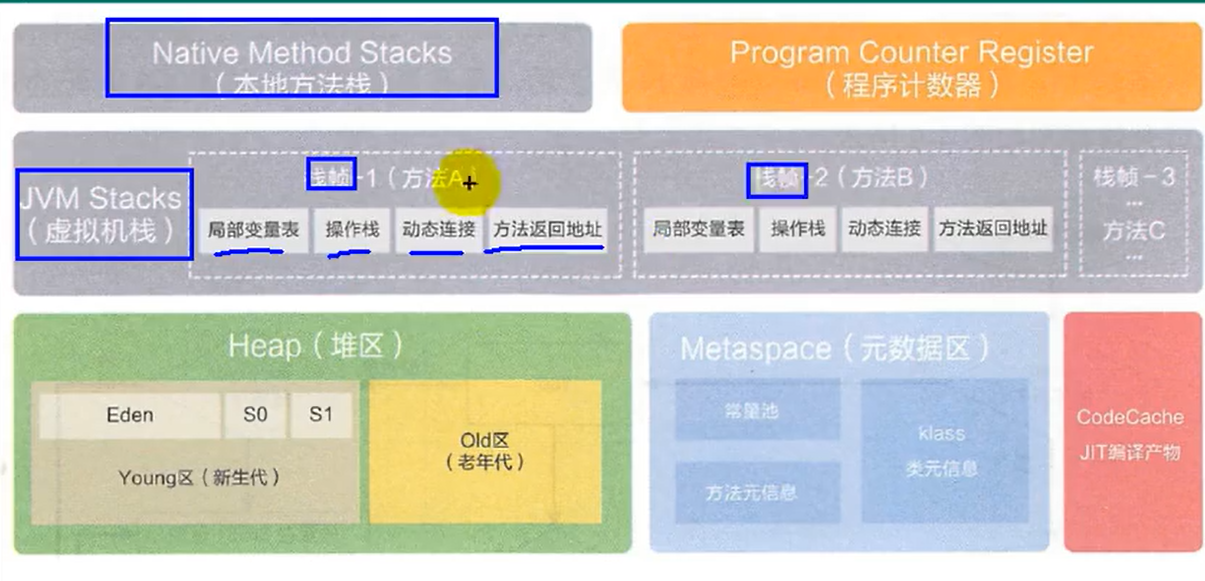 Native Method Stacks
（本地方法栈）
Program Counter Register
（程序计数器）
JVM Stacks
（虚拟机栈）
栈帧-1（方法A）
局部变量表
操作栈
动态连接
方法返回地址
栈帧-2（方法B）
局部变量表
操作栈
动态连接
方法返回地址
栈帧-3
...
方法C
...
Heap（堆区）
Eden
S0
S1
Young区（新生代）
Old区
（老年代）
Metaspace（元数据区）
常量池
方法元信息
klass
类元信息
CodeCache
JIT编译产物